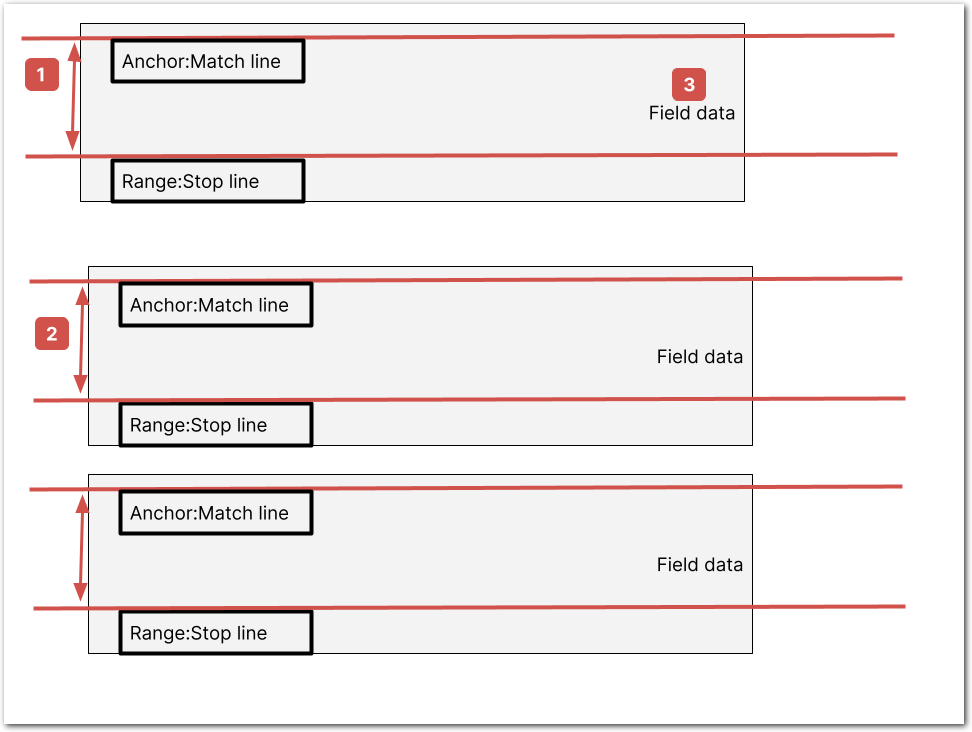 Anchor:Match line
1
3
Field data
Range:Stop line
Anchor:Match line
2
Field data
Range:Stop line
Anchor:Match line
Field data
Range:Stop line